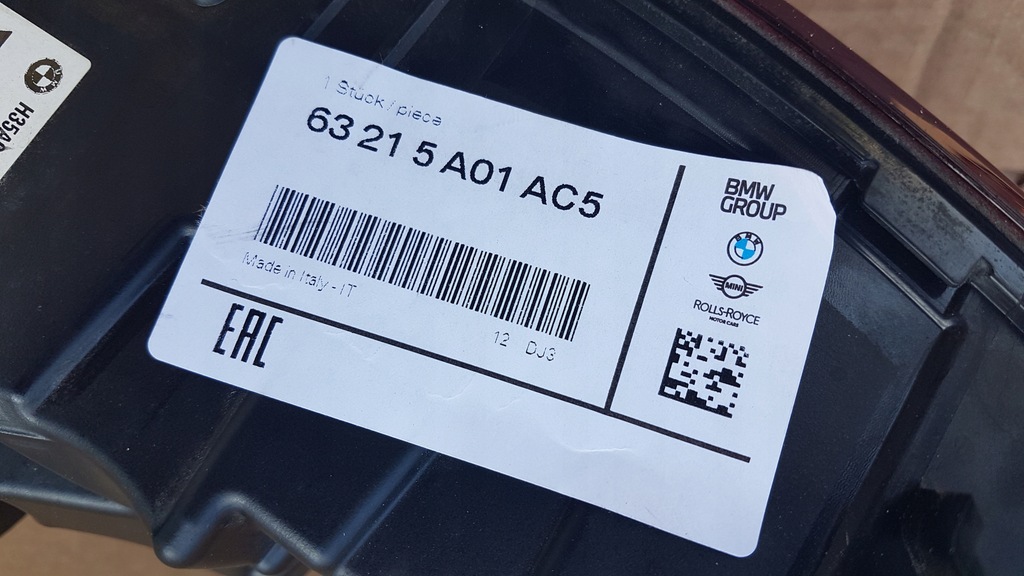 1 Stück / piece
63 21 5 A01 AC5
Made in Italy - IT
12 DJ3
EAC
BMW
GROUP
BMW
MINI
ROLLS-ROYCE
MOTOR CARS